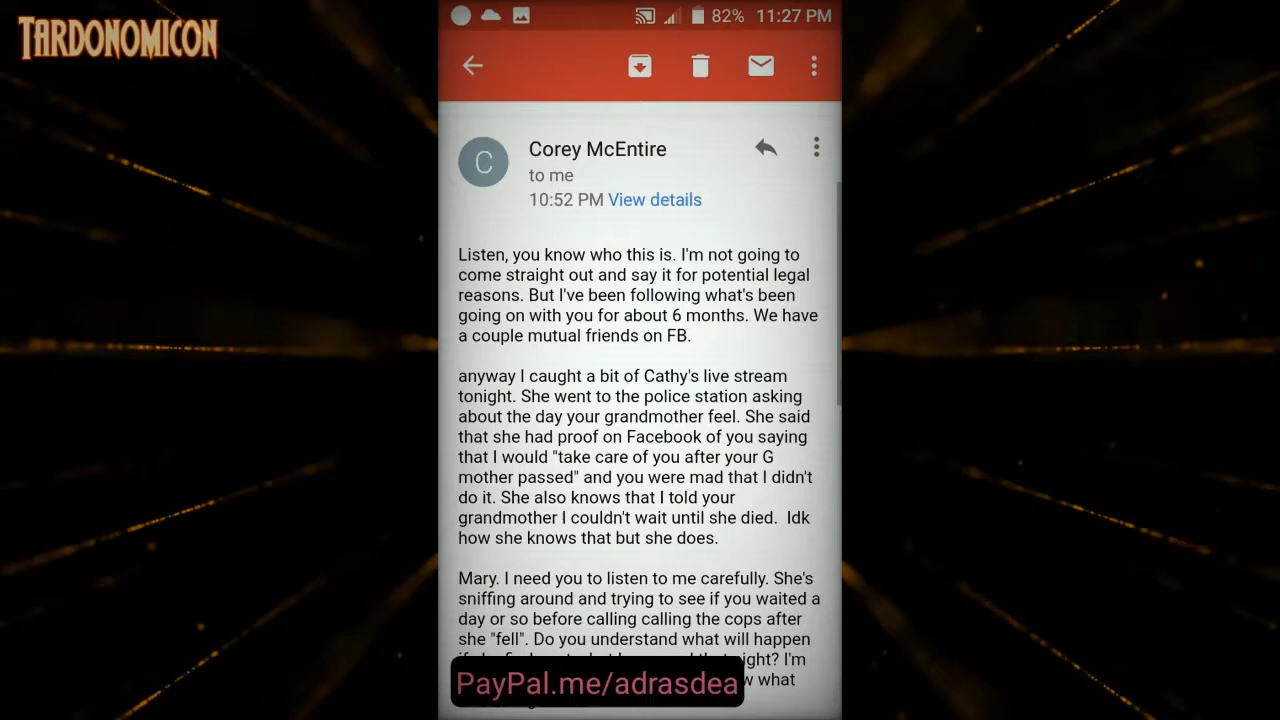 TARDONOMICON
82% 11:27 PM
C
Corey McEntire
to me
10:52 PM View details
Listen, you know who this is. I'm not going to
come straight out and say it for potential legal
reasons. But I've been following what's been
going on with you for about 6 months. We have
a couple mutual friends on FB.
anyway I caught a bit of Cathy's live stream
tonight. She went to the police station asking
about the day your grandmother feel. She said
that she had proof on Facebook of you saying
that I would "take care of you after your G
mother passed" and you were mad that I didn't
do it. She also knows that I told your
grandmother I couldn't wait until she died. Idk
how she knows that but she does.
Mary. I need you to listen to me carefully. She's
sniffing around and trying to see if you waited a
day or so before calling calling the cops after
she "fell". Do you understand what will happen
night? I'm
what
PayPal.me/adrasdea